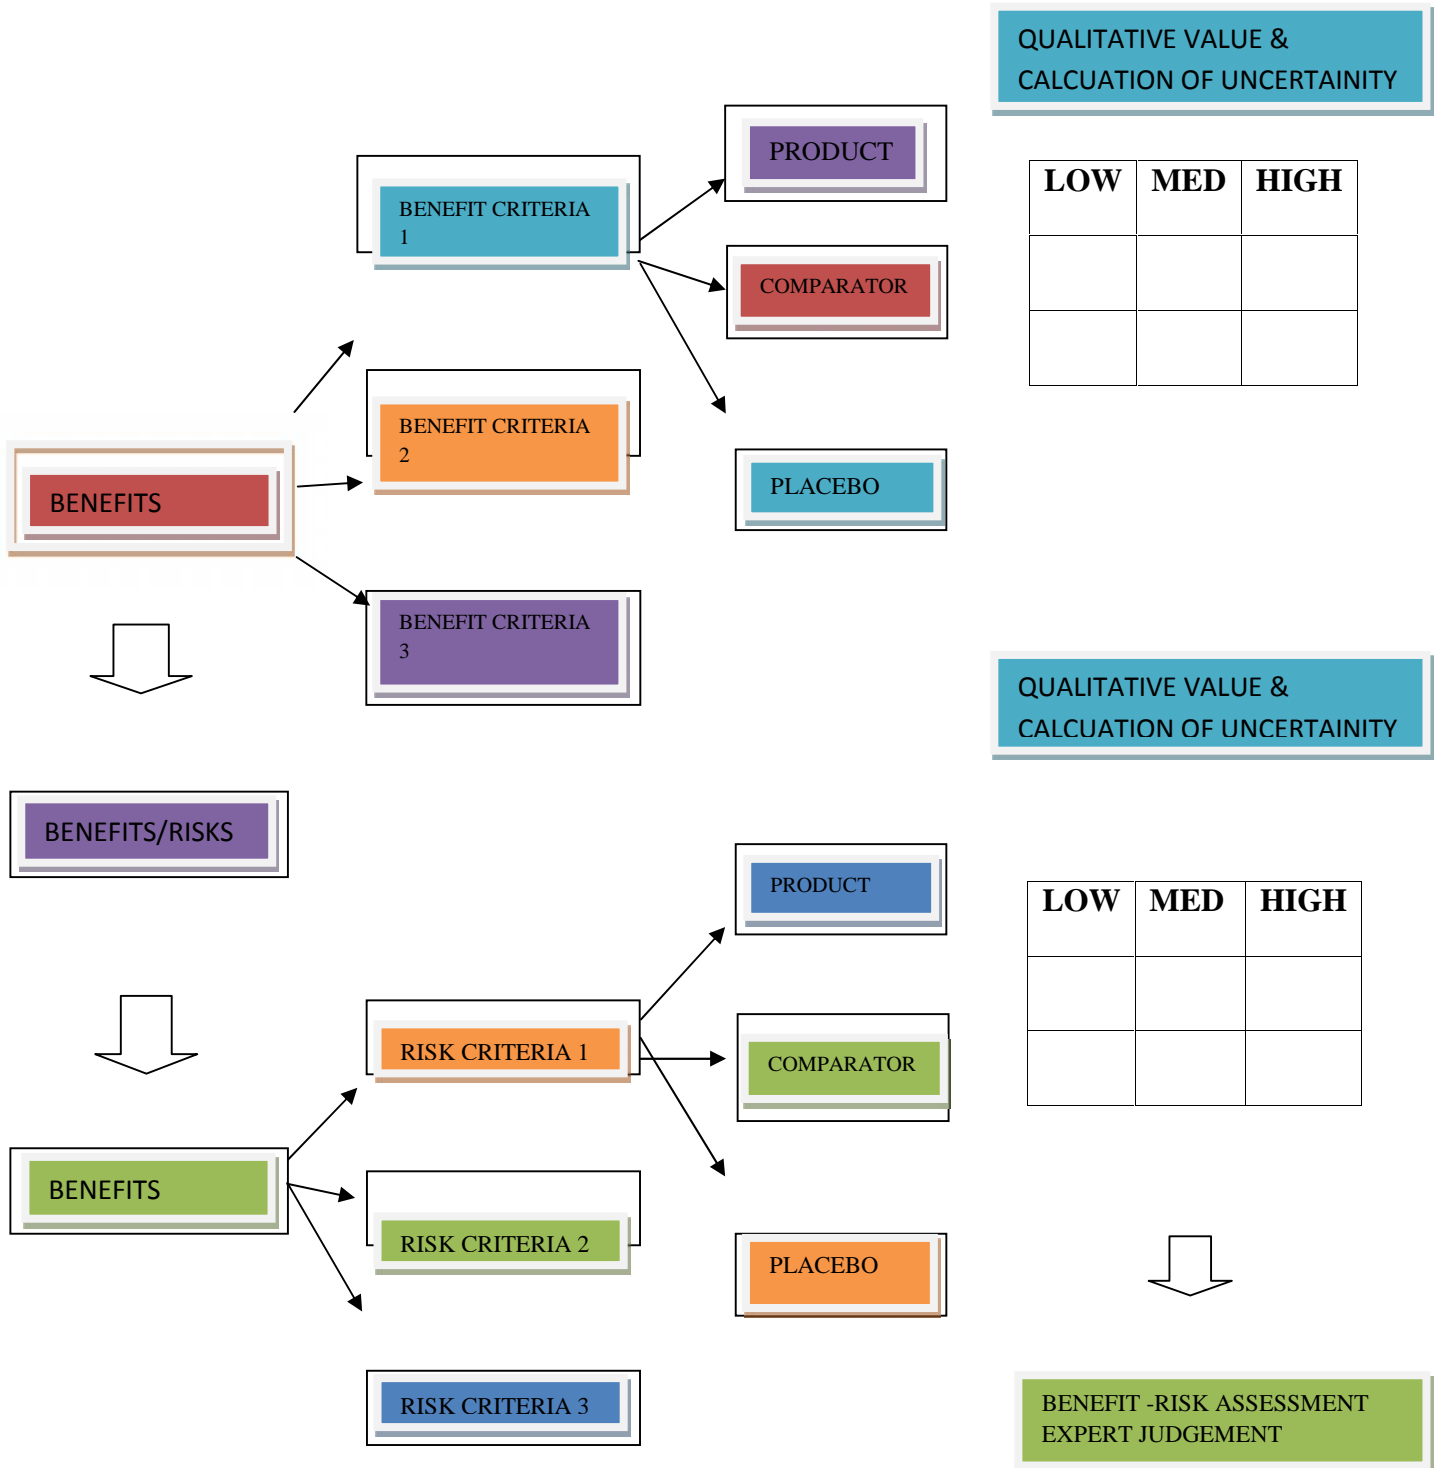 QUALITATIVE VALUE &
CALCUATION OF UNCERTAINITY
PRODUCT
LOW MED HIGH
BENEFIT CRITERIA
1
COMPARATOR
BENEFIT CRITERIA
2
BENEFITS
PLACEBO
BENEFIT CRITERIA
3
QUALITATIVE VALUE &
CALCUATION OF UNCERTAINITY
BENEFITS/RISKS
PRODUCT
LOW MED HIGH
RISK CRITERIA 1
COMPARATOR
BENEFITS
RISK CRITERIA 2
PLACEBO
RISK CRITERIA 3
BENEFIT -RISK ASSESSMENT
EXPERT JUDGEMENT